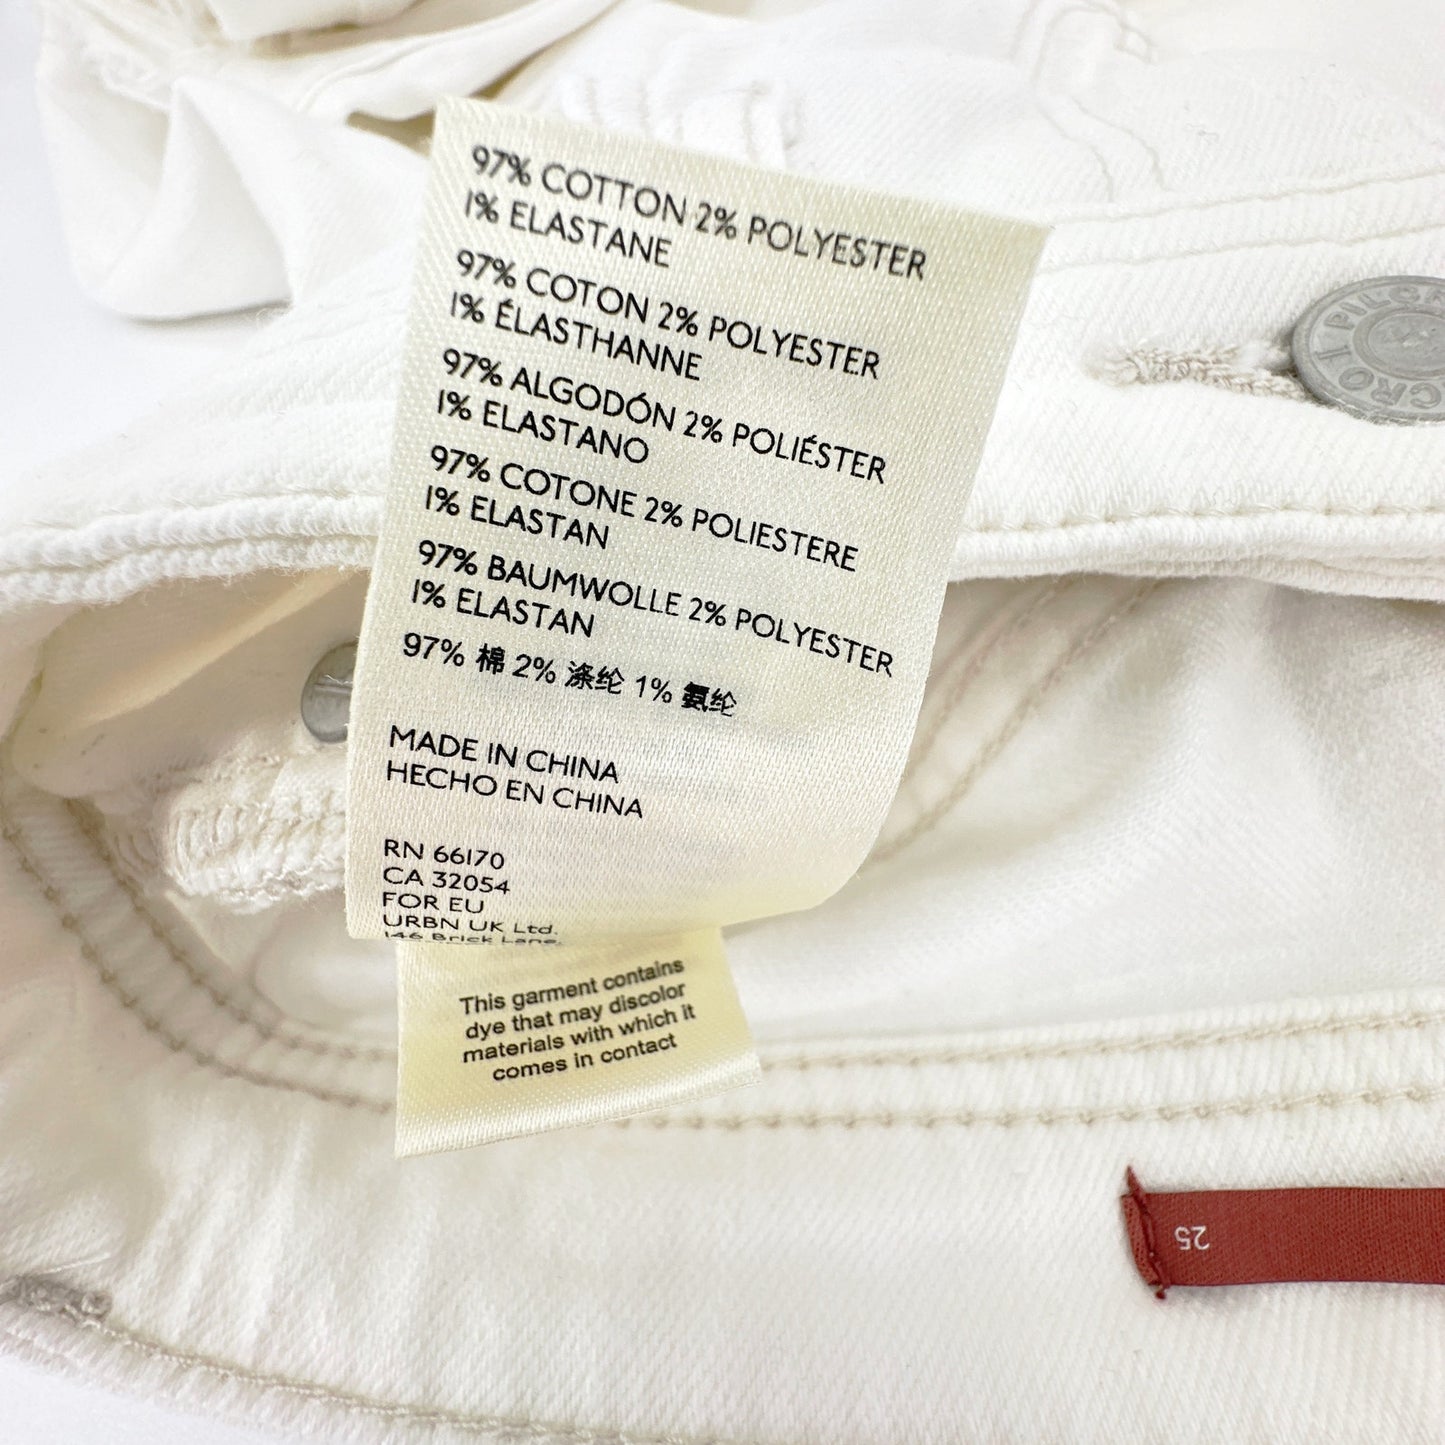 97% COTTON 2% POLYESTER
1% ELASTANE
97% COTON 2% POLYESTER
1% ÉLASTHANNE
97% ALGODÓN 2% POLIÉSTER
1% ELASTANO
97% COTONE 2% POLIESTERE
1% ELASTAN
97% BAUMWOLLE 2% POLYESTER
1% ELASTAN
97% 棉 2% 涤纶 1% 氨纶
MADE IN CHINA
HECHO EN CHINA
RN 66170
CA 32054
FOR EU
URBN UK Ltd.
146 Brick Lane,
This garment contains
dye that may discolor
materials with which it
comes in contact
25